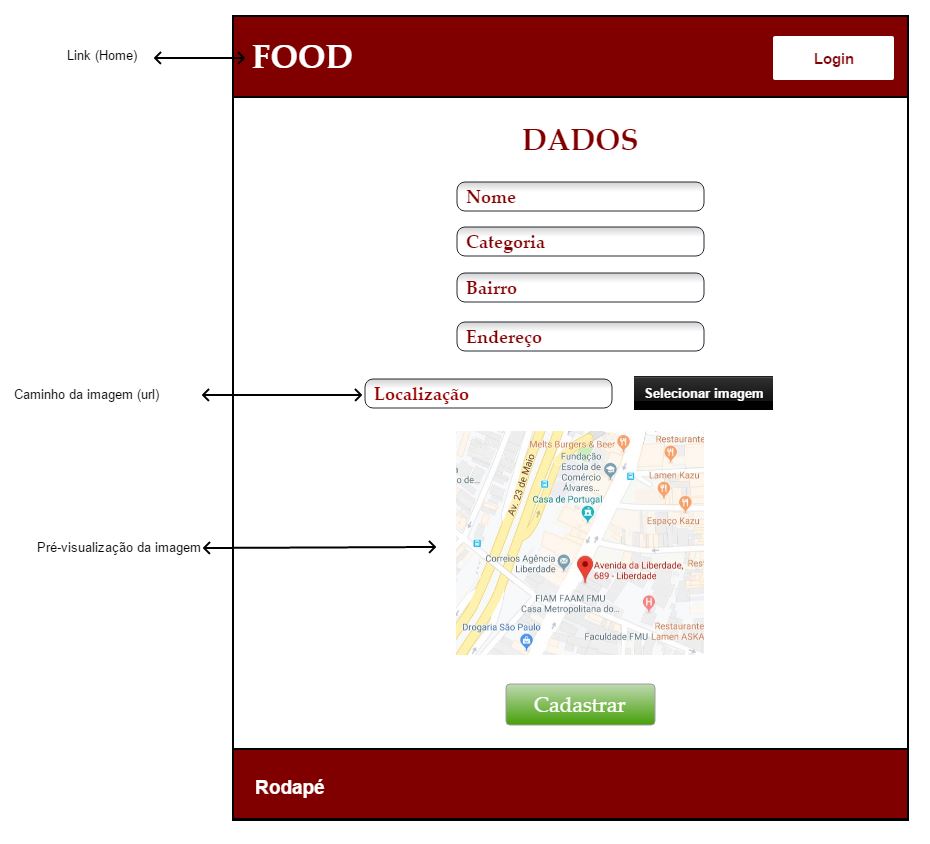 Link (Home)
FOOD
Login
DADOS
Nome
Categoria
Bairro
Endereço
Caminho da imagem (url)
Localização
Selecionar imagem
Melts Burgers & Beer
Restaurante
Fundação
Escola de
Comércio
Álvares...
Lamen Kazu
o de...
Av. 23 de Maio
Casa de Portugal
Espaço Kazu
Pré-visualização da imagem
Correios Agência
Liberdade
Avenida da Liberdade,
689 - Liberdade
Res
FIAM FAAM FMU
Casa Metropolitana do...
H
Drogaria São Paulo
Restaurante
Faculdade FMU
Lamen ASKA
Cadastrar
Rodapé